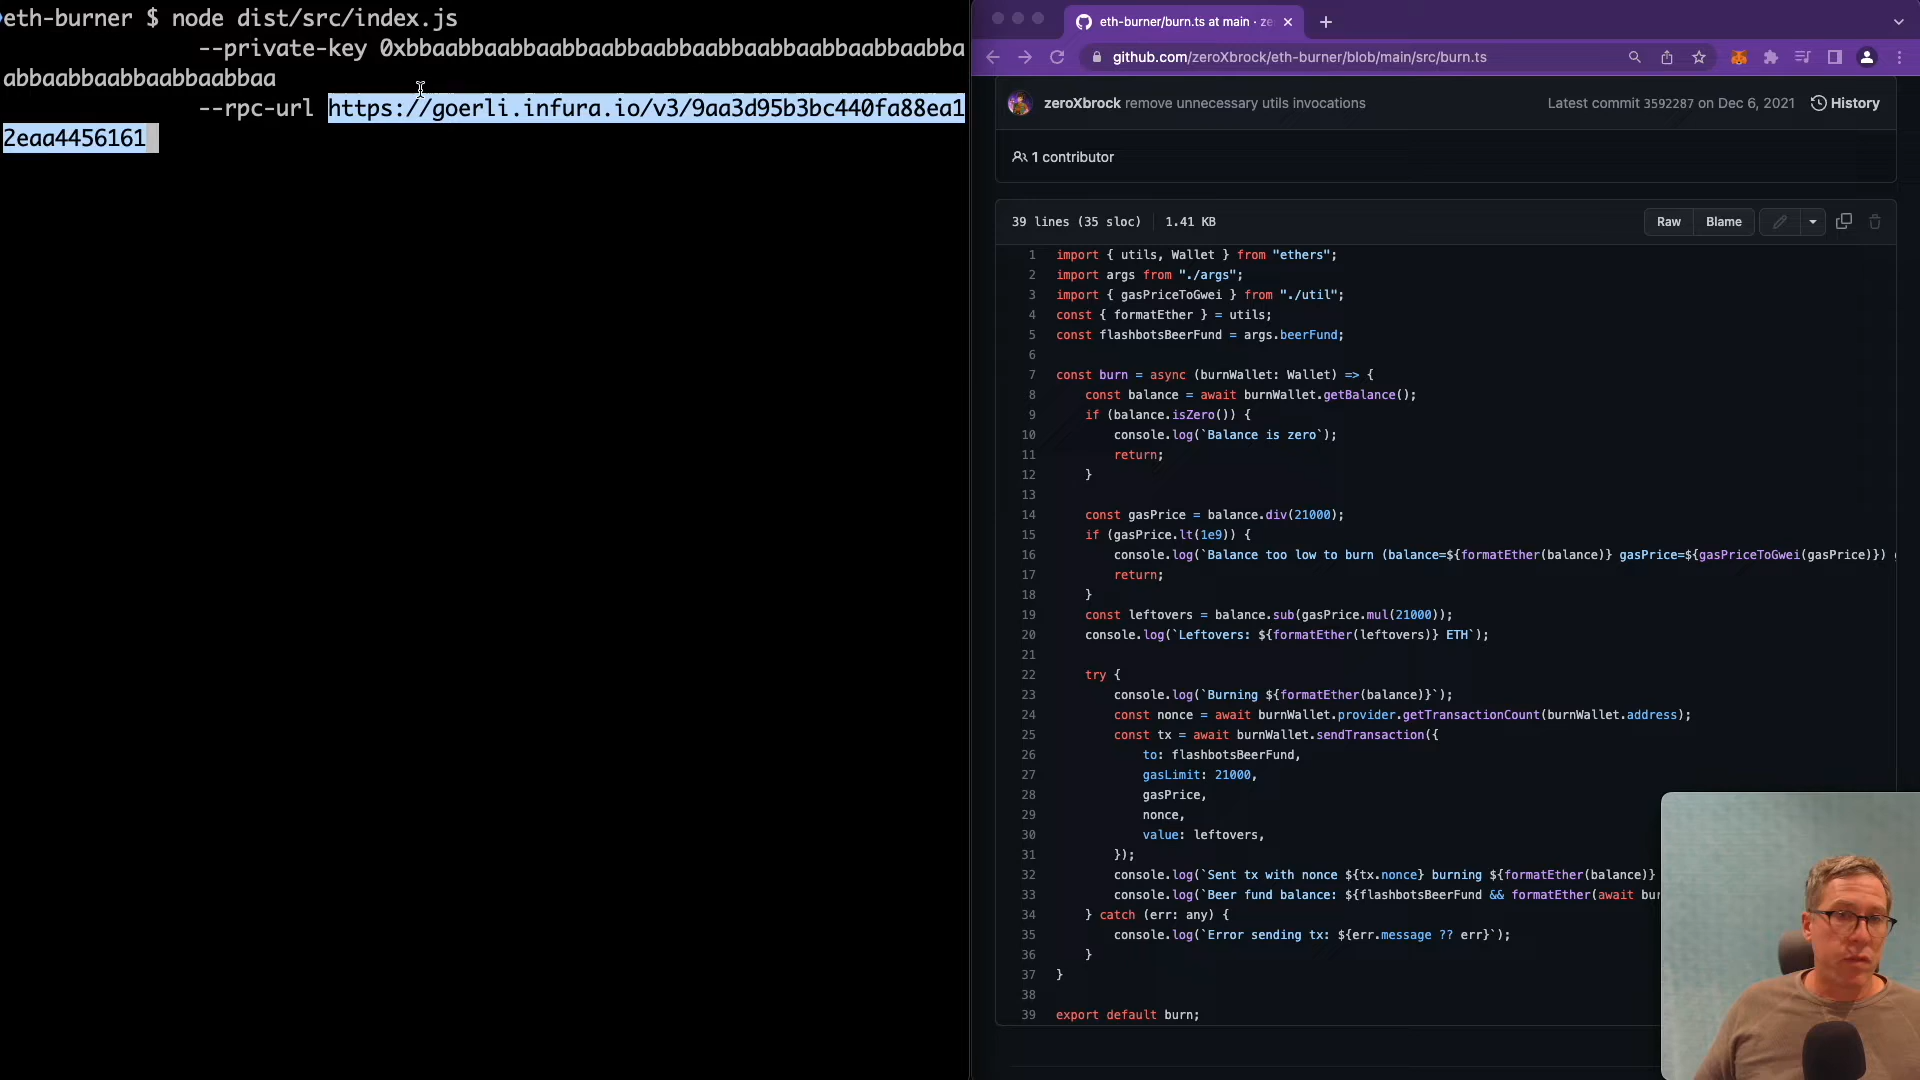 eth-burner $ node dist/src/index.js
--private-key 0xbbaabbaabbaabbaabbaabbaabbaabbaabbaabbaabbaabba
abbaabbaabbaabbaabbaa
--rpc-url https://goerli.infura.io/v3/9aa3d95b3bc440fa88ea1
2eaa4456161
eth-burner/burn.ts at main · ze
github.com/zeroXbrock/eth-burner/blob/main/src/burn.ts
zeroXbrock remove unnecessary utils invocations
Latest commit 3592287 on Dec 6, 2021 History
1 contributor
39 lines (35 sloc) 1.41 KB
Raw Blame
1 import { utils, Wallet } from "ethers";
2 import args from "./args";
3 import { gasPriceToGwei } from "./util";
4 const { formatEther } = utils;
5 const flashbotsBeerFund = args.beerFund;
6
7 const burn = async (burnWallet: Wallet) => {
8 const balance = await burnWallet.getBalance();
9 if (balance.isZero()) {
10 console.log(`Balance is zero`);
11 return;
12 }
13
14 const gasPrice = balance.div(21000);
15 if (gasPrice.lt(1e9)) {
16 console.log(`Balance too low to burn (balance=${formatEther(balance)} gasPrice=${gasPriceToGwei(gasPrice)})
17 return;
18 }
19 const leftovers = balance.sub(gasPrice.mul(21000));
20 console.log(`Leftovers: ${formatEther(leftovers)} ETH`);
21
22 try {
23 console.log(`Burning ${formatEther(balance)}`);
24 const nonce = await burnWallet.provider.getTransactionCount(burnWallet.address);
25 const tx = await burnWallet.sendTransaction({
26 to: flashbotsBeerFund,
27 gasLimit: 21000,
28 gasPrice,
29 nonce,
30 value: leftovers,
31 });
32 console.log(`Sent tx with nonce ${tx.nonce} burning ${formatEther(balance)}
33 console.log(`Beer fund balance: ${flashbotsBeerFund && formatEther(await bur
34 } catch (err: any) {
35 console.log(`Error sending tx: ${err.message ?? err}`);
36 }
37 }
38
39 export default burn;